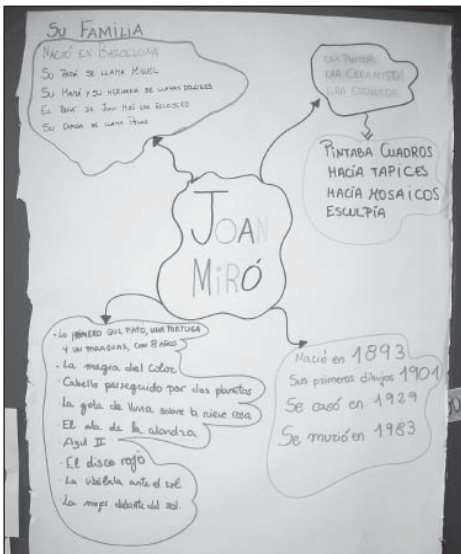 SU FAMILIA
NACIÓ EN BARCELONA
SU PAPÁ SE LLAMA MIGUEL
SU MAMÁ Y SU HERMANA SE LLAMAN DOLORES
EL PAPÁ DE JOAN MIRÓ ERA RELOJERO
SU ESPOSA SE LLAMA PILAR
ERA PINTOR
ERA CERAMISTA
ERA ESCULTOR
PINTABA CUADROS
HACÍA TAPICES
HACÍA MOSAICOS
ESCULPÍA
JOAN
MIRÓ
· LO PRIMERO QUE PINTÓ, UNA TORTUGA
Y UN PARAGUAS, CON 8 AÑOS
· La magia del color
· Caballo perseguido por dos planetas
· La gota de lluvia sobre la nieve rosa
· El ala de la alondra
· Azul II
· El disco rojo
· La ante el sol
· La mujer delante del sol.
Nació en 1893
Sus primeros dibujos 1901
Se casó en 1929
Se murió en 1983